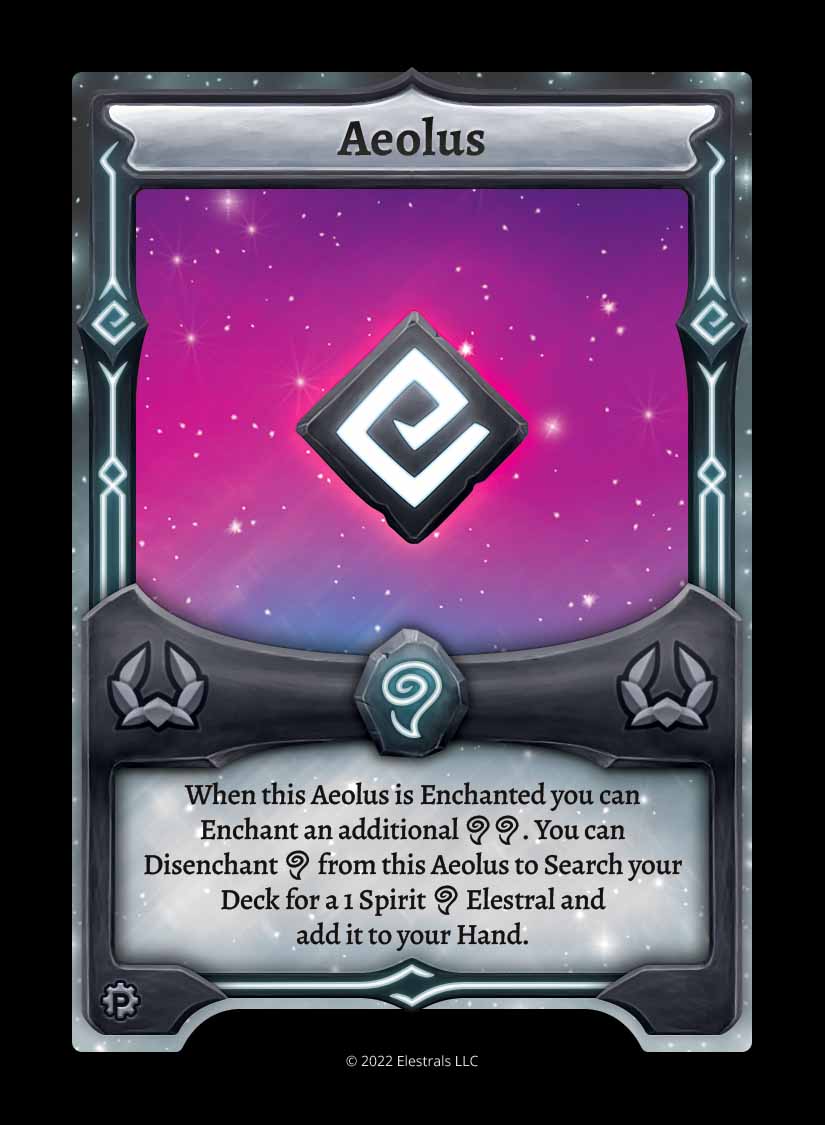 Aeolus
When this Aeolus is Enchanted you can
Enchant an additional . You can
Disenchant from this Aeolus to Search your
Deck for a 1 Spirit Elestral and
add it to your Hand.
P
© 2022 Elestrals LLC